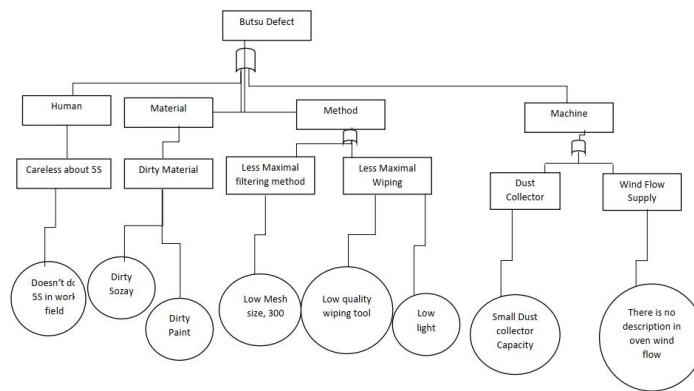 Butsu Defect
Human
Material
Method
Machine
Careless about 5S
Dirty Material
Less Maximal
filtering method
Less Maximal
Wiping
Dust
Collector
Wind Flow
Supply
Doesn't do
5S in work
field
Dirty
Sozay
Dirty
Paint
Low Mesh
size, 300
Low quality
wiping tool
Low
light
Small Dust
collector
Capacity
There is no
description in
oven wind
flow